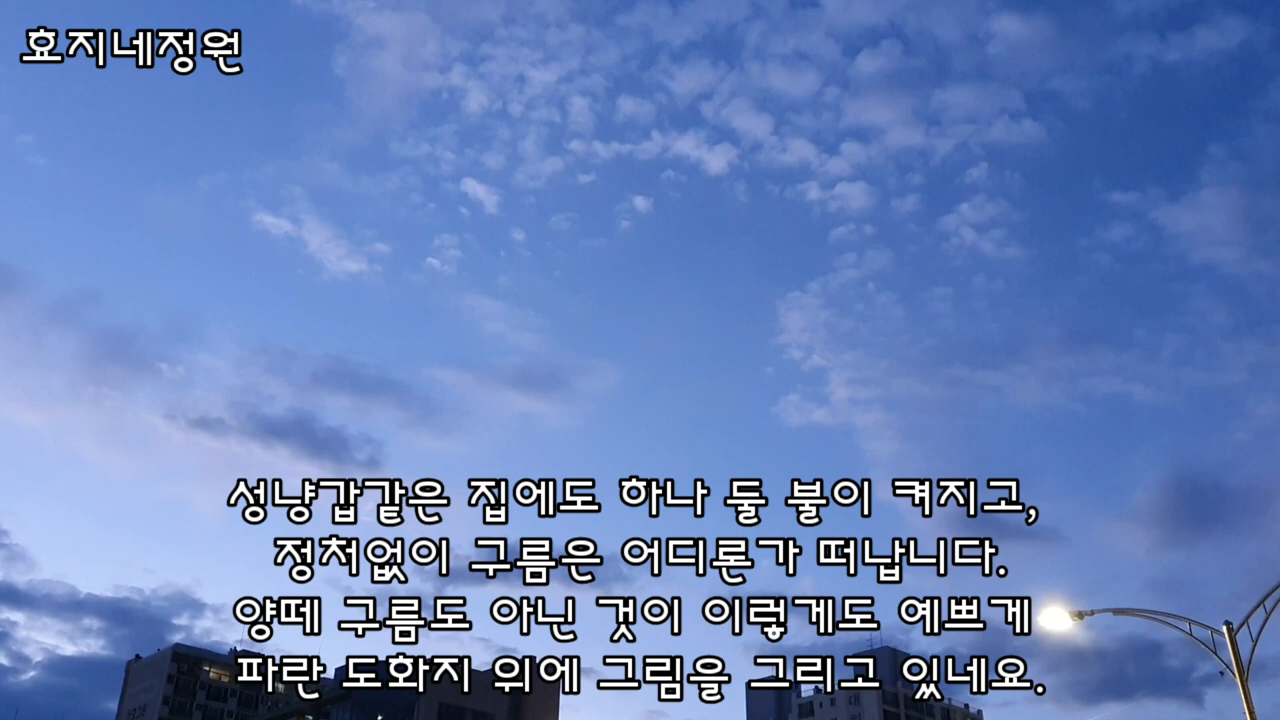 효지네정원
성냥갑같은 집에도 하나 둘 불이 켜지고,
정처없이 구름은 어디론가 떠납니다.
양떼 구름도 아닌 것이 이렇게도 예쁘게
파란 도화지 위에 그림을 그리고 있네요.